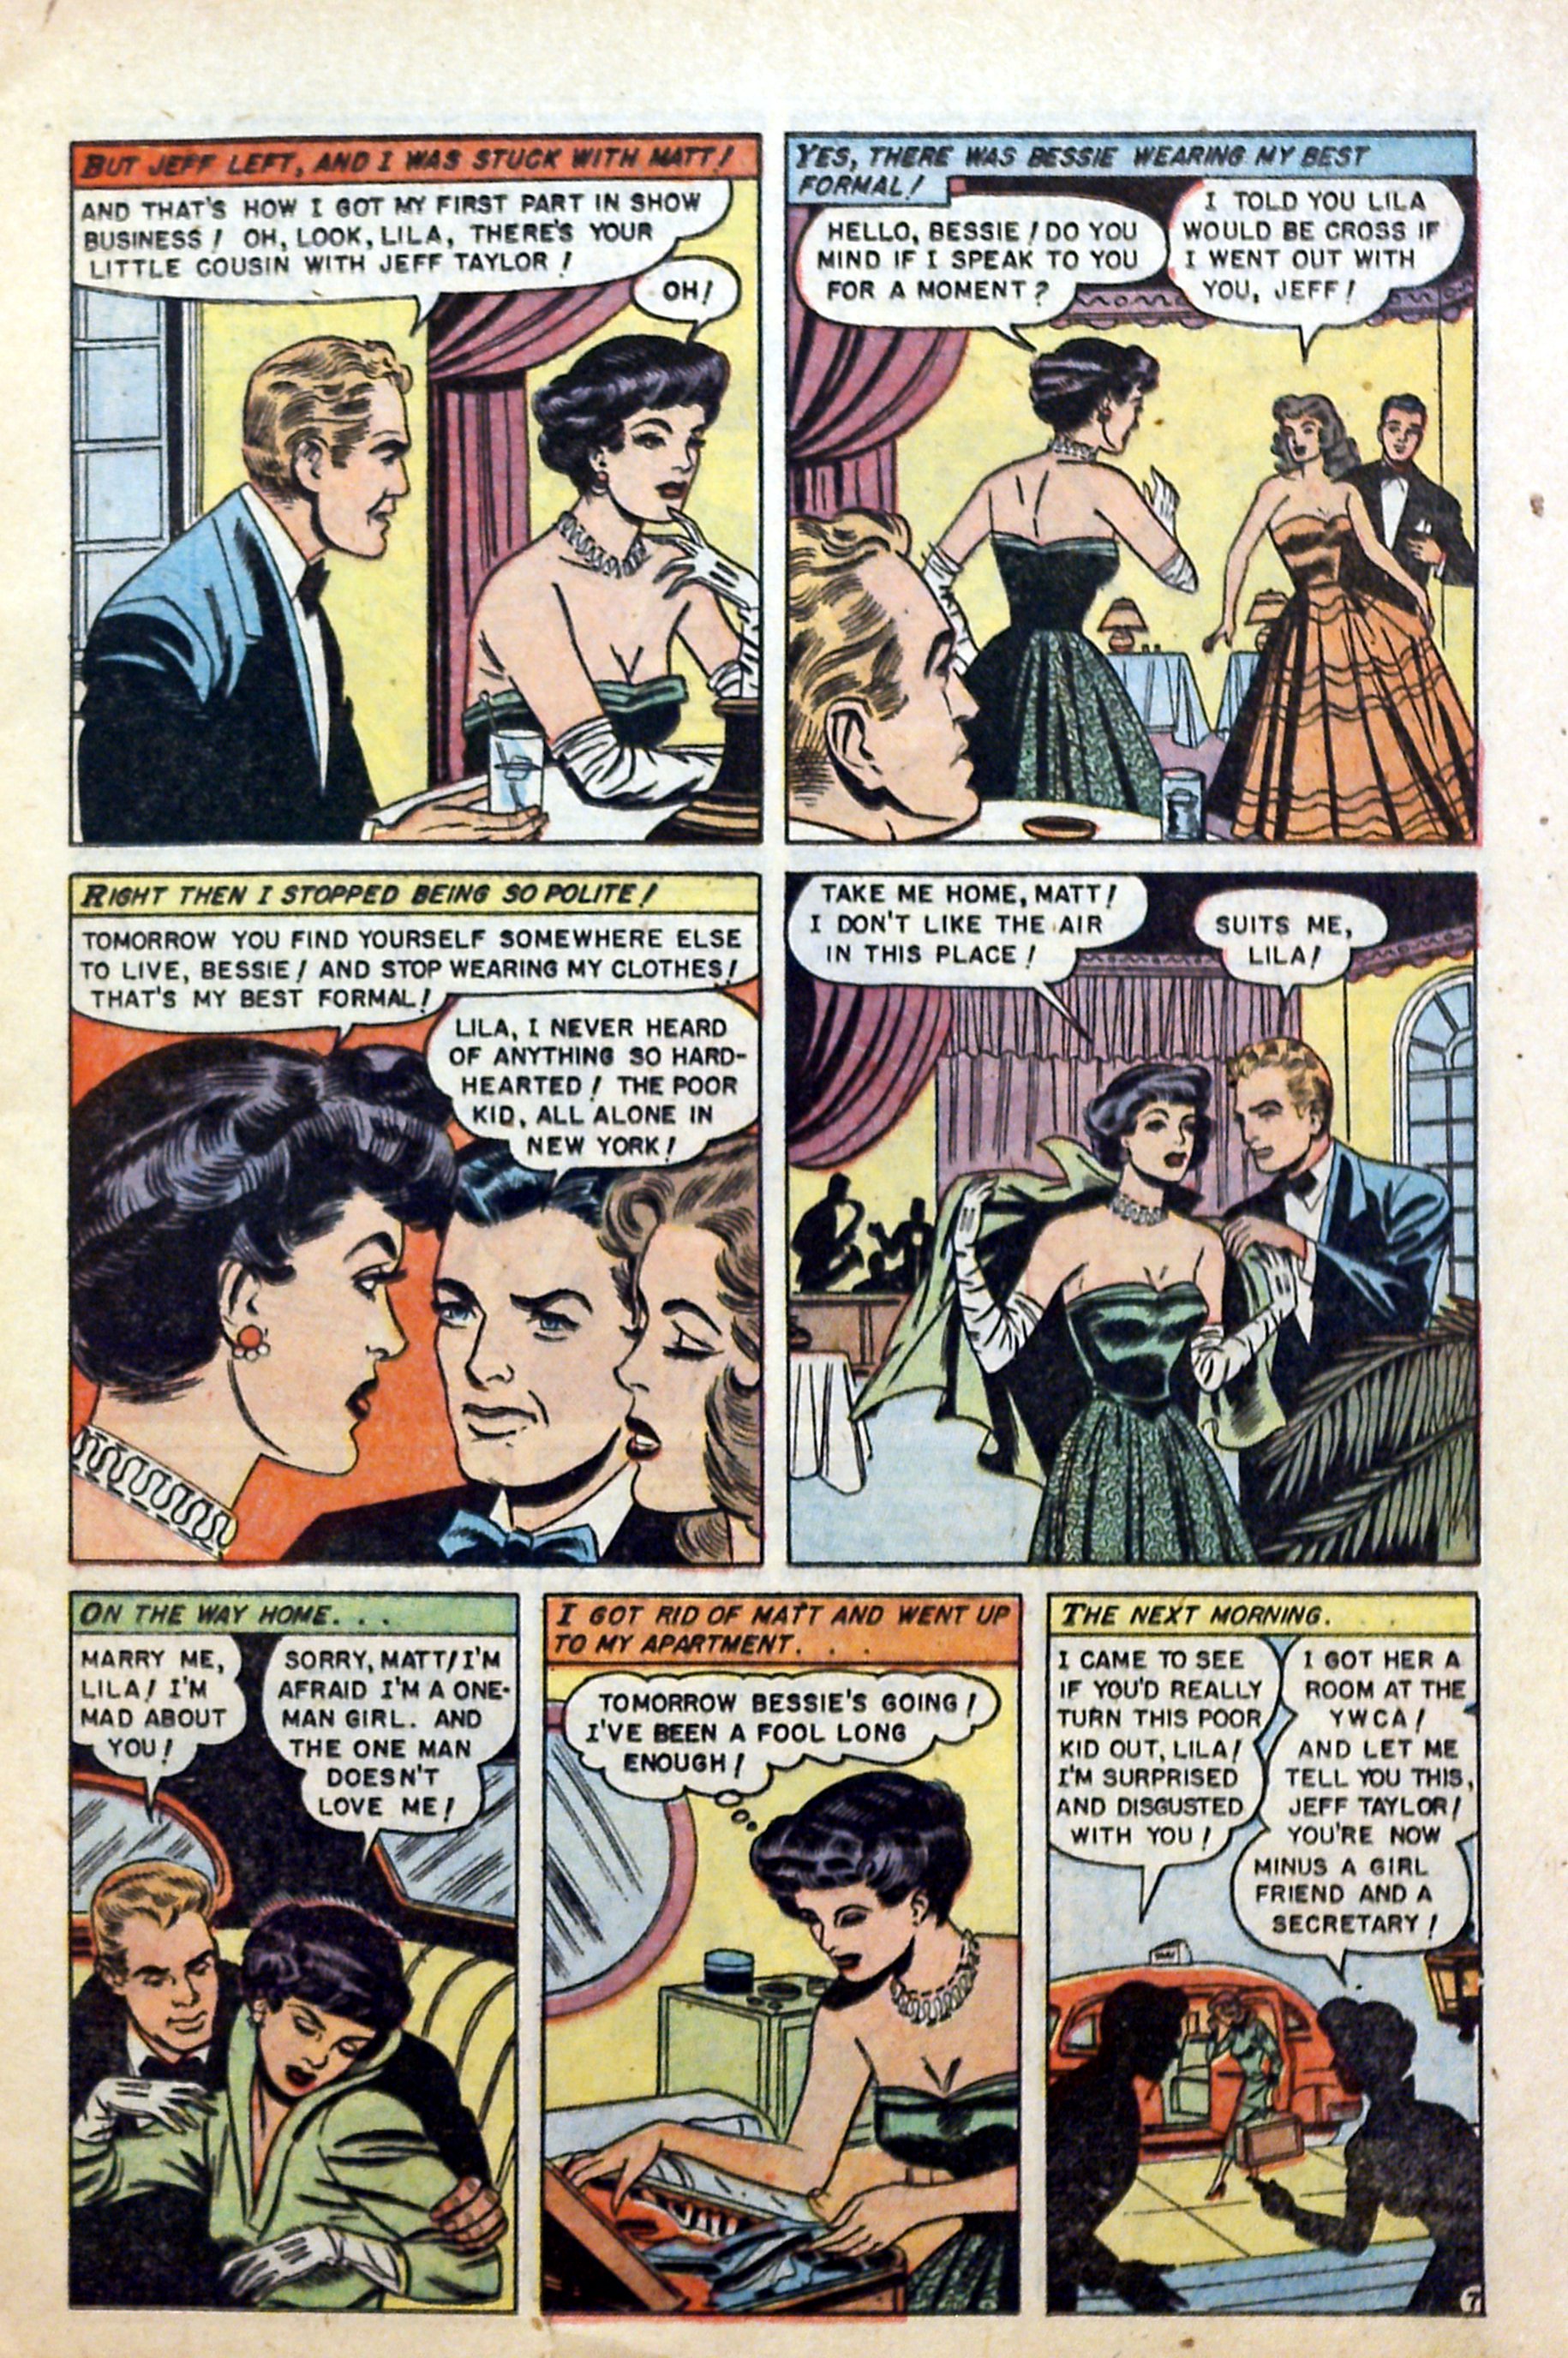 BUT JEFF LEFT, AND I WAS STUCK WITH MATT!
AND THAT'S HOW I GOT MY FIRST PART IN SHOW
BUSINESS! OH, LOOK, LILA, THERE'S YOUR
LITTLE COUSIN WITH JEFF TAYLOR!
OH!
YES, THERE WAS BESSIE WEARING MY BEST
FORMAL!
HELLO, BESSIE! DO YOU
MIND IF I SPEAK TO YOU
FOR A MOMENT?
I TOLD YOU LILA
WOULD BE CROSS IF
I WENT OUT WITH
YOU, JEFF!
RIGHT THEN I STOPPED BEING SO POLITE!
TOMORROW YOU FIND YOURSELF SOMEWHERE ELSE
TO LIVE, BESSIE! AND STOP WEARING MY CLOTHES!
THAT'S MY BEST FORMAL!
LILA, I NEVER HEARD
OF ANYTHING SO HARD-
HEARTED! THE POOR
KID, ALL ALONE IN
NEW YORK!
TAKE ME HOME, MATT!
I DON'T LIKE THE AIR
IN THIS PLACE!
SUITS ME,
LILA!
ON THE WAY HOME. . .
MARRY ME,
LILA! I'M
MAD ABOUT
YOU!
SORRY, MATT! I'M
AFRAID I'M A ONE-
MAN GIRL. AND
THE ONE MAN
DOESN'T
LOVE ME!
I GOT RID OF MATT AND WENT UP
TO MY APARTMENT. . . .
TOMORROW BESSIE'S GOING!
I'VE BEEN A FOOL LONG
ENOUGH!
THE NEXT MORNING. . .
I CAME TO SEE
IF YOU'D REALLY
TURN THIS POOR
KID OUT, LILA!
I'M SURPRISED
AND DISGUSTED
WITH YOU!
I GOT HER A
ROOM AT THE
YWCA!
AND LET ME
TELL YOU THIS,
JEFF TAYLOR!
YOU'RE NOW
MINUS A GIRL
FRIEND AND A
SECRETARY!
7